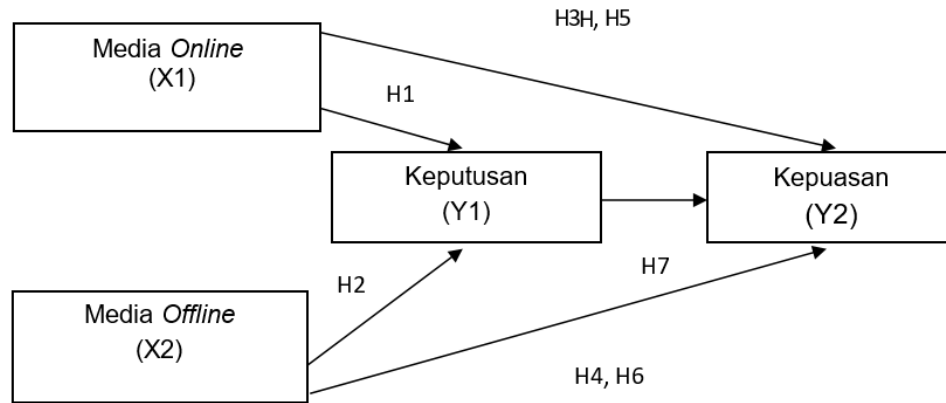 H3H, H5
Media Online
(X1)
H1
Keputusan
(Y1)
Kepuasan
(Y2)
H2
H7
Media Offline
(X2)
H4, H6